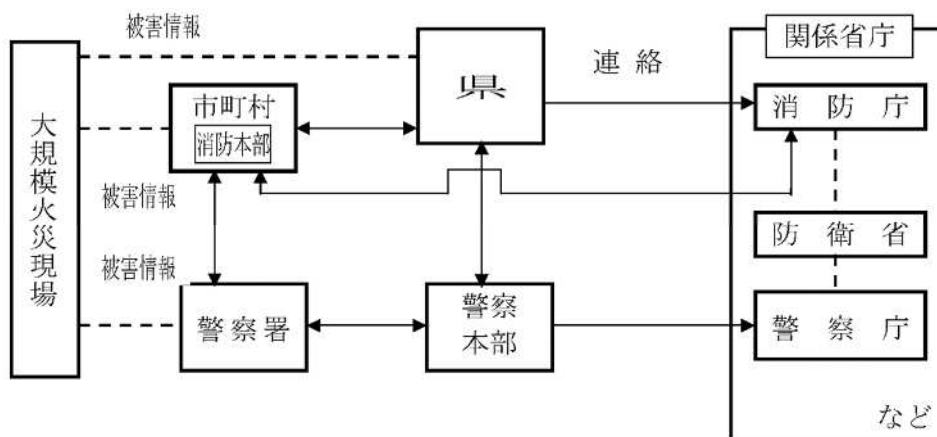 被害情報
関係省庁
連絡
県
市町村
消防本部
消防庁
大規模火災現場
被害情報
防衛省
被害情報
警察署
警察
本部
警察庁
など